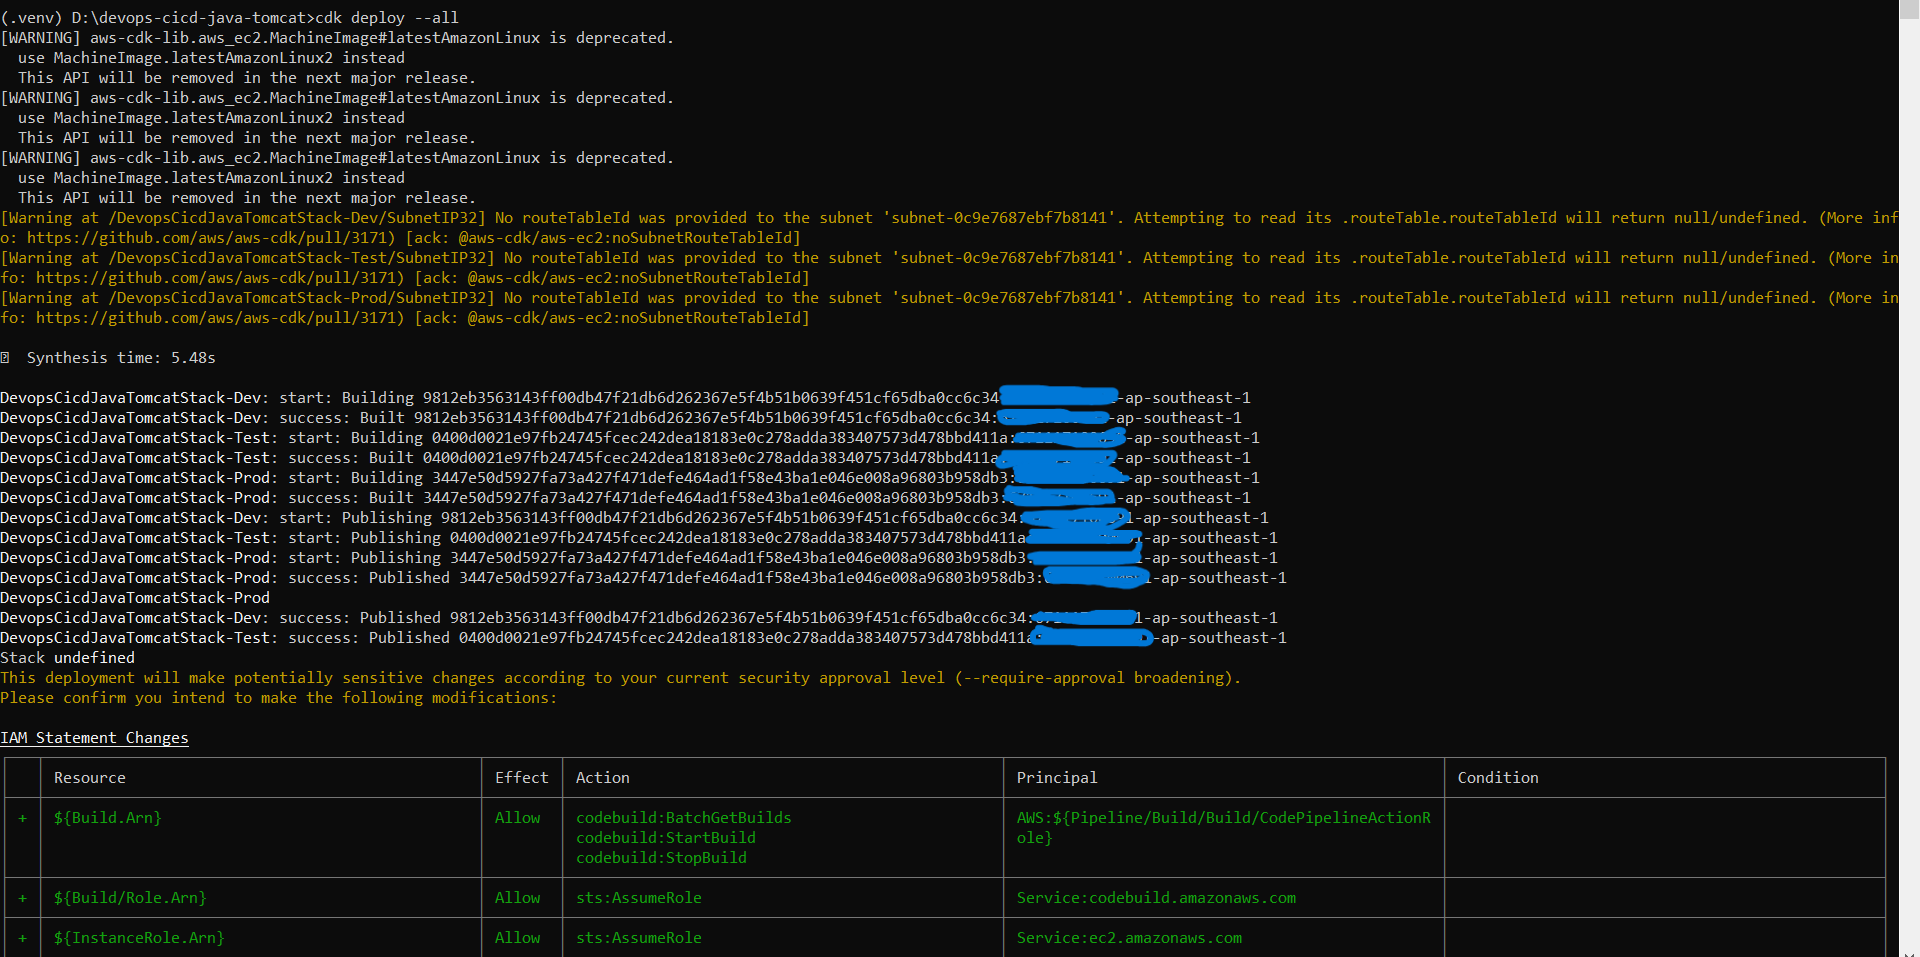 (.venv) D:\devops-cicd-java-tomcat>cdk deploy --all
[WARNING] aws-cdk-lib.aws_ec2.MachineImage#latestAmazonLinux is deprecated.
  use MachineImage.latestAmazonLinux2 instead
  This API will be removed in the next major release.
[WARNING] aws-cdk-lib.aws_ec2.MachineImage#latestAmazonLinux is deprecated.
  use MachineImage.latestAmazonLinux2 instead
  This API will be removed in the next major release.
[WARNING] aws-cdk-lib.aws_ec2.MachineImage#latestAmazonLinux is deprecated.
  use MachineImage.latestAmazonLinux2 instead
  This API will be removed in the next major release.
[Warning at /DevopsCicdJavaTomcatStack-Dev/SubnetIP32] No routeTableId was provided to the subnet 'subnet-0c9e7687ebf7b8141'. Attempting to read its .routeTable.routeTableId will return null/undefined. (More inf
o: https://github.com/aws/aws-cdk/pull/3171) [ack: @aws-cdk/aws-ec2:noSubnetRouteTableId]
[Warning at /DevopsCicdJavaTomcatStack-Test/SubnetIP32] No routeTableId was provided to the subnet 'subnet-0c9e7687ebf7b8141'. Attempting to read its .routeTable.routeTableId will return null/undefined. (More in
fo: https://github.com/aws/aws-cdk/pull/3171) [ack: @aws-cdk/aws-ec2:noSubnetRouteTableId]
[Warning at /DevopsCicdJavaTomcatStack-Prod/SubnetIP32] No routeTableId was provided to the subnet 'subnet-0c9e7687ebf7b8141'. Attempting to read its .routeTable.routeTableId will return null/undefined. (More in
fo: https://github.com/aws/aws-cdk/pull/3171) [ack: @aws-cdk/aws-ec2:noSubnetRouteTableId]
Synthesis time: 5.48s
DevopsCicdJavaTomcatStack-Dev: start: Building 9812eb3563143ff00db47f21db6d262367e5f4b51b0639f451cf65dba0cc6c34 -ap-southeast-1
DevopsCicdJavaTomcatStack-Dev: success: Built 9812eb3563143ff00db47f21db6d262367e5f4b51b0639f451cf65dba0cc6c34: -ap-southeast-1
DevopsCicdJavaTomcatStack-Test: start: Building 0400d0021e97fb24745fcec242dea18183e0c278adda383407573d478bbd411a: -ap-southeast-1
DevopsCicdJavaTomcatStack-Test: success: Built 0400d0021e97fb24745fcec242dea18183e0c278adda383407573d478bbd411a -ap-southeast-1
DevopsCicdJavaTomcatStack-Prod: start: Building 3447e50d5927fa73a427f471defe464ad1f58e43ba1e046e008a96803b958db3: -ap-southeast-1
DevopsCicdJavaTomcatStack-Prod: success: Built 3447e50d5927fa73a427f471defe464ad1f58e43ba1e046e008a96803b958db3: -ap-southeast-1
DevopsCicdJavaTomcatStack-Dev: start: Publishing 9812eb3563143ff00db47f21db6d262367e5f4b51b0639f451cf65dba0cc6c34: 1-ap-southeast-1
DevopsCicdJavaTomcatStack-Test: start: Publishing 0400d0021e97fb24745fcec242dea18183e0c278adda383407573d478bbd411a -ap-southeast-1
DevopsCicdJavaTomcatStack-Prod: start: Publishing 3447e50d5927fa73a427f471defe464ad1f58e43ba1e046e008a96803b958db3: -ap-southeast-1
DevopsCicdJavaTomcatStack-Prod: success: Published 3447e50d5927fa73a427f471defe464ad1f58e43ba1e046e008a96803b958db3: -ap-southeast-1
DevopsCicdJavaTomcatStack-Prod
DevopsCicdJavaTomcatStack-Dev: success: Published 9812eb3563143ff00db47f21db6d262367e5f4b51b0639f451cf65dba0cc6c34: 1-ap-southeast-1
DevopsCicdJavaTomcatStack-Test: success: Published 0400d0021e97fb24745fcec242dea18183e0c278adda383407573d478bbd411a -ap-southeast-1
Stack undefined
This deployment will make potentially sensitive changes according to your current security approval level (--require-approval broadening).
Please confirm you intend to make the following modifications:
IAM Statement Changes
Resource Effect Action Principal Condition
+ ${Build.Arn} Allow codebuild:BatchGetBuilds AWS:${Pipeline/Build/Build/CodePipelineActionR
codebuild:StartBuild ole}
codebuild:StopBuild
+ ${Build/Role.Arn} Allow sts:AssumeRole Service:codebuild.amazonaws.com
+ ${InstanceRole.Arn} Allow sts:AssumeRole Service:ec2.amazonaws.com